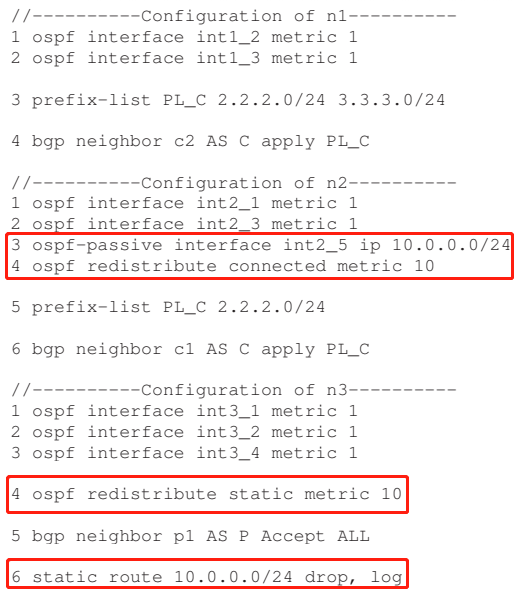 //----------Configuration of n1----------
1 ospf interface int1_2 metric 1
2 ospf interface int1_3 metric 1
3 prefix-list PL_C 2.2.2.0/24 3.3.3.0/24
4 bgp neighbor c2 AS C apply PL_C
//----------Configuration of n2----------
1 ospf interface int2_1 metric 1
2 ospf interface int2_3 metric 1
3 ospf-passive interface int2_5 ip 10.0.0.0/24
4 ospf redistribute connected metric 10
5 prefix-list PL_C 2.2.2.0/24
6 bgp neighbor c1 AS C apply PL_C
//----------Configuration of n3----------
1 ospf interface int3_1 metric 1
2 ospf interface int3_2 metric 1
3 ospf interface int3_4 metric 1
4 ospf redistribute static metric 10
5 bgp neighbor p1 AS P Accept ALL
6 static route 10.0.0.0/24 drop, log